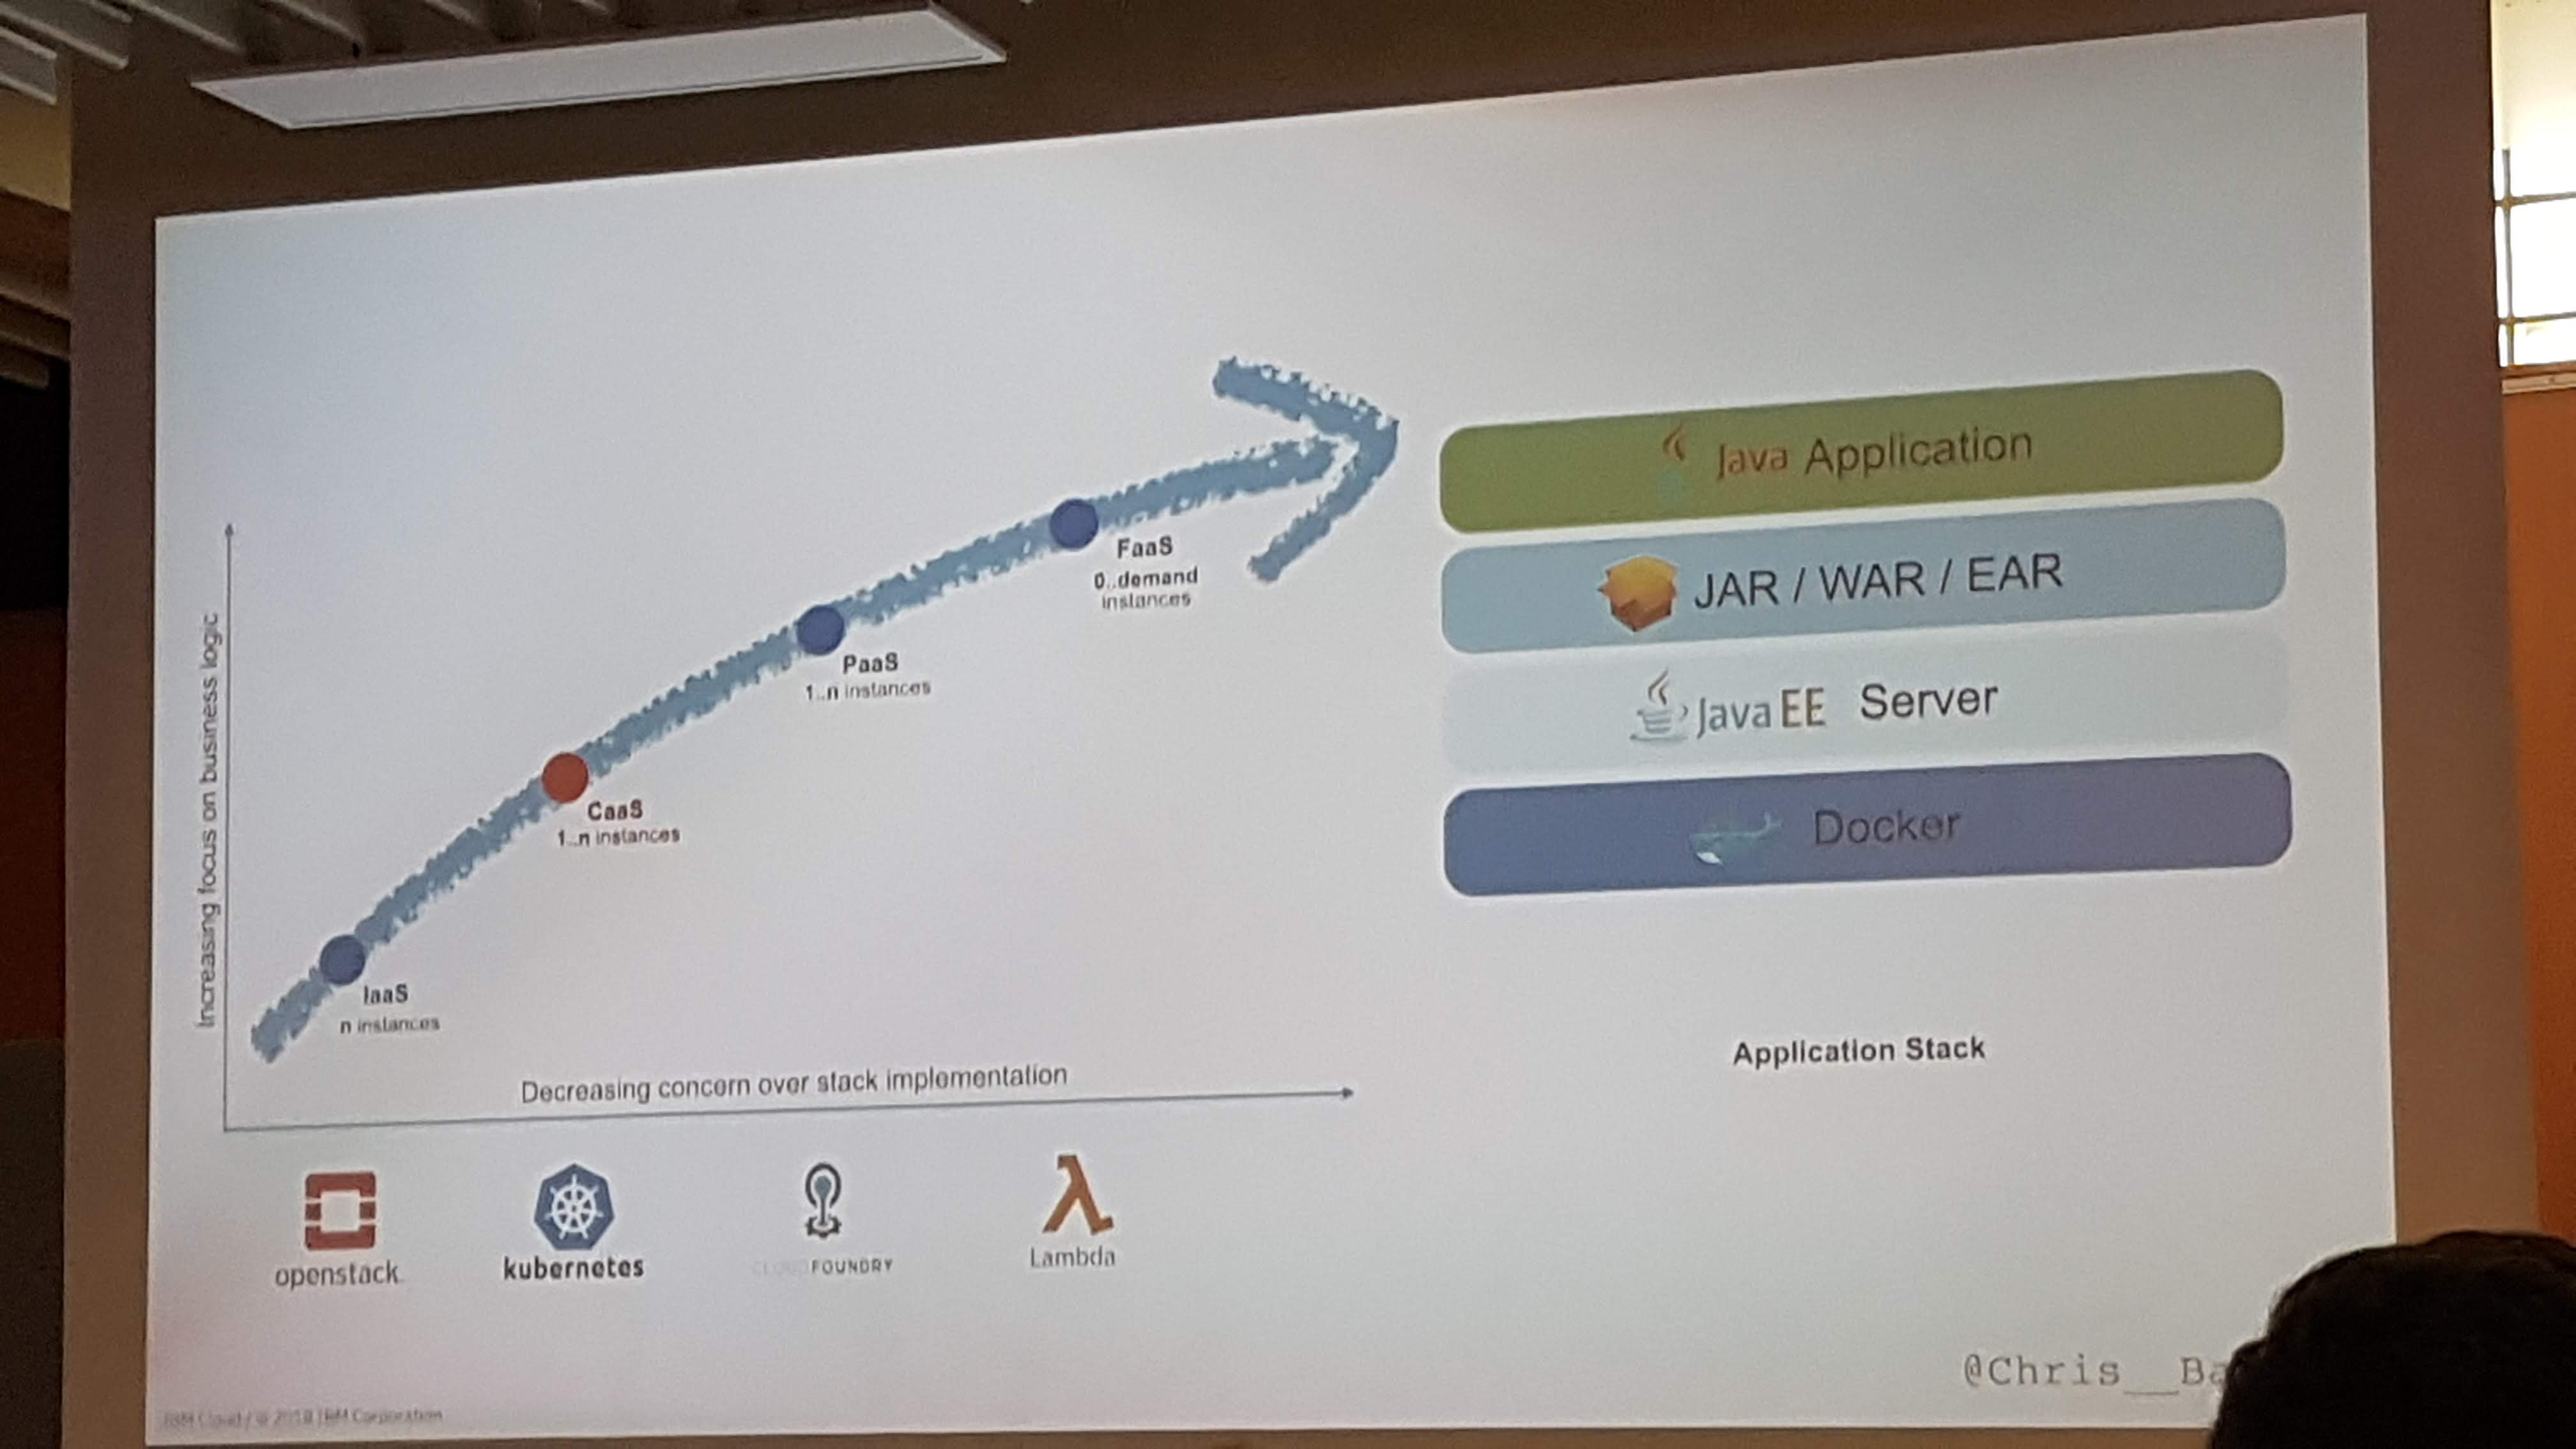 Increasing focus on business logic
FaaS
0..demand
instances
PaaS
1..n instances
CaaS
1..n instances
IaaS
n instances
Decreasing concern over stack implementation
openstack
kubernetes
CLOUD FOUNDRY
Lambda
Java Application
JAR / WAR / EAR
Java EE Server
Docker
Application Stack
@Chris__Ba
IBM Cloud / © 2018 IBM Corporation